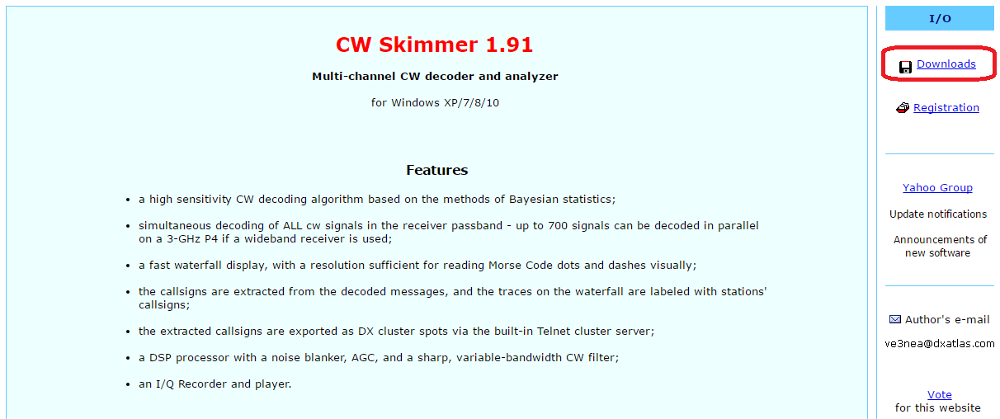 CW Skimmer 1.91
Multi-channel CW decoder and analyzer
for Windows XP/7/8/10
Features
• a high sensitivity CW decoding algorithm based on the methods of Bayesian statistics;
• simultaneous decoding of ALL cw signals in the receiver passband - up to 700 signals can be decoded in parallel
on a 3-GHz P4 if a wideband receiver is used;
• a fast waterfall display, with a resolution sufficient for reading Morse Code dots and dashes visually;
• the callsigns are extracted from the decoded messages, and the traces on the waterfall are labeled with stations'
callsigns;
• the extracted callsigns are exported as DX cluster spots via the built-in Telnet cluster server;
• a DSP processor with a noise blanker, AGC, and a sharp, variable-bandwidth CW filter;
• an I/Q Recorder and player.
I/O
Downloads
Registration
Yahoo Group
Update notifications
Announcements of
new software
Author's e-mail
ve3nea@dxatlas.com
Vote
for this website